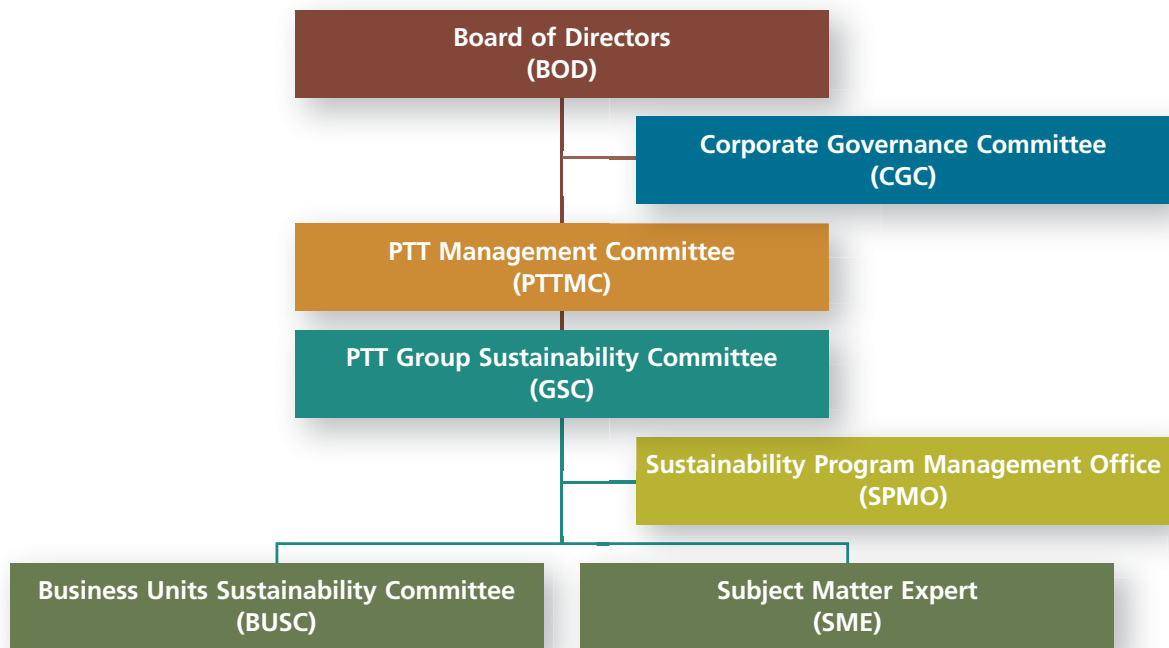 Board of Directors
(BOD)
Corporate Governance Committee
(CGC)
PTT Management Committee
(PTTMC)
PTT Group Sustainability Committee
(GSC)
Sustainability Program Management Office
(SPMO)
Business Units Sustainability Committee
(BUSC)
Subject Matter Expert
(SME)